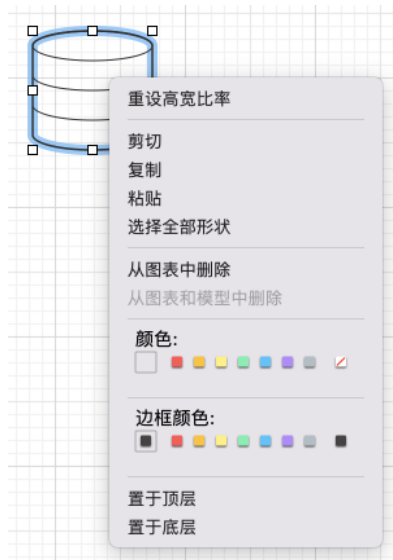 重设高宽比率
剪切
复制
粘贴
选择全部形状
从图表中删除
从图表和模型中删除
颜色:
边框颜色:
置于顶层
置于底层